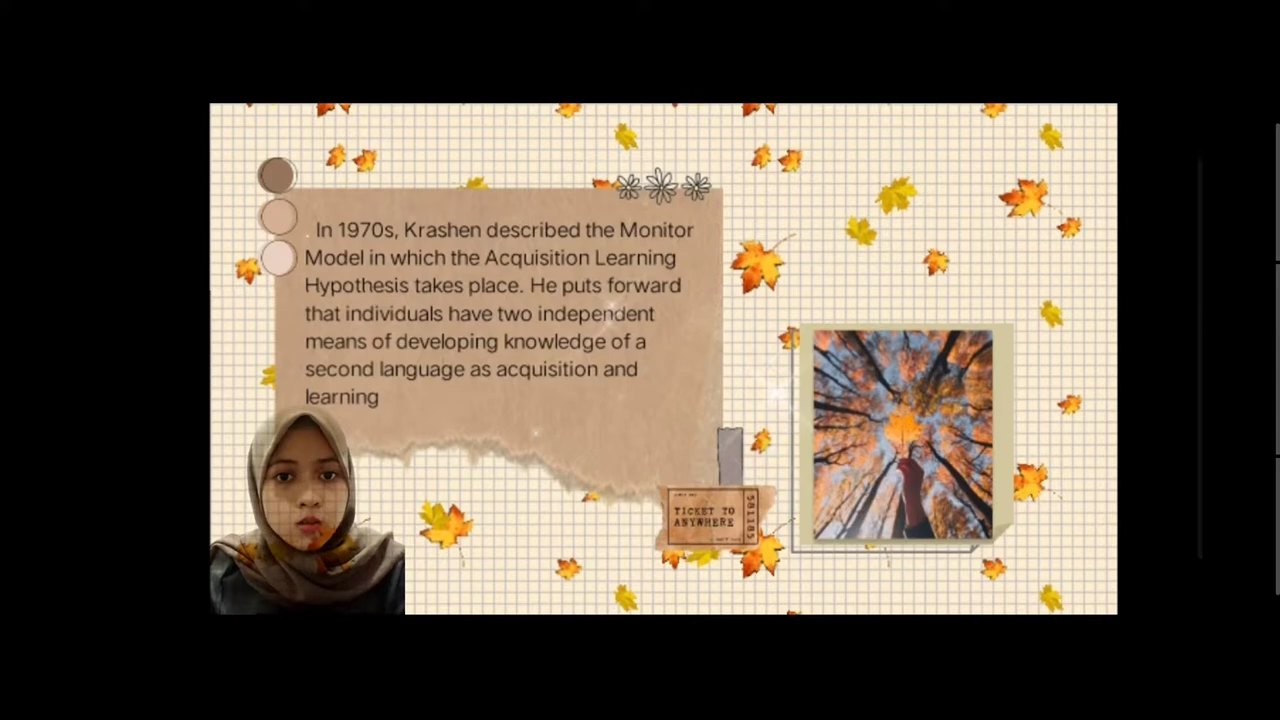 . In 1970s, Krashen described the Monitor
Model in which the Acquisition Learning
Hypothesis takes place. He puts forward
that individuals have two independent
means of developing knowledge of a
second language as acquisition and
learning
TICKET TO
ANYWHERE
581185